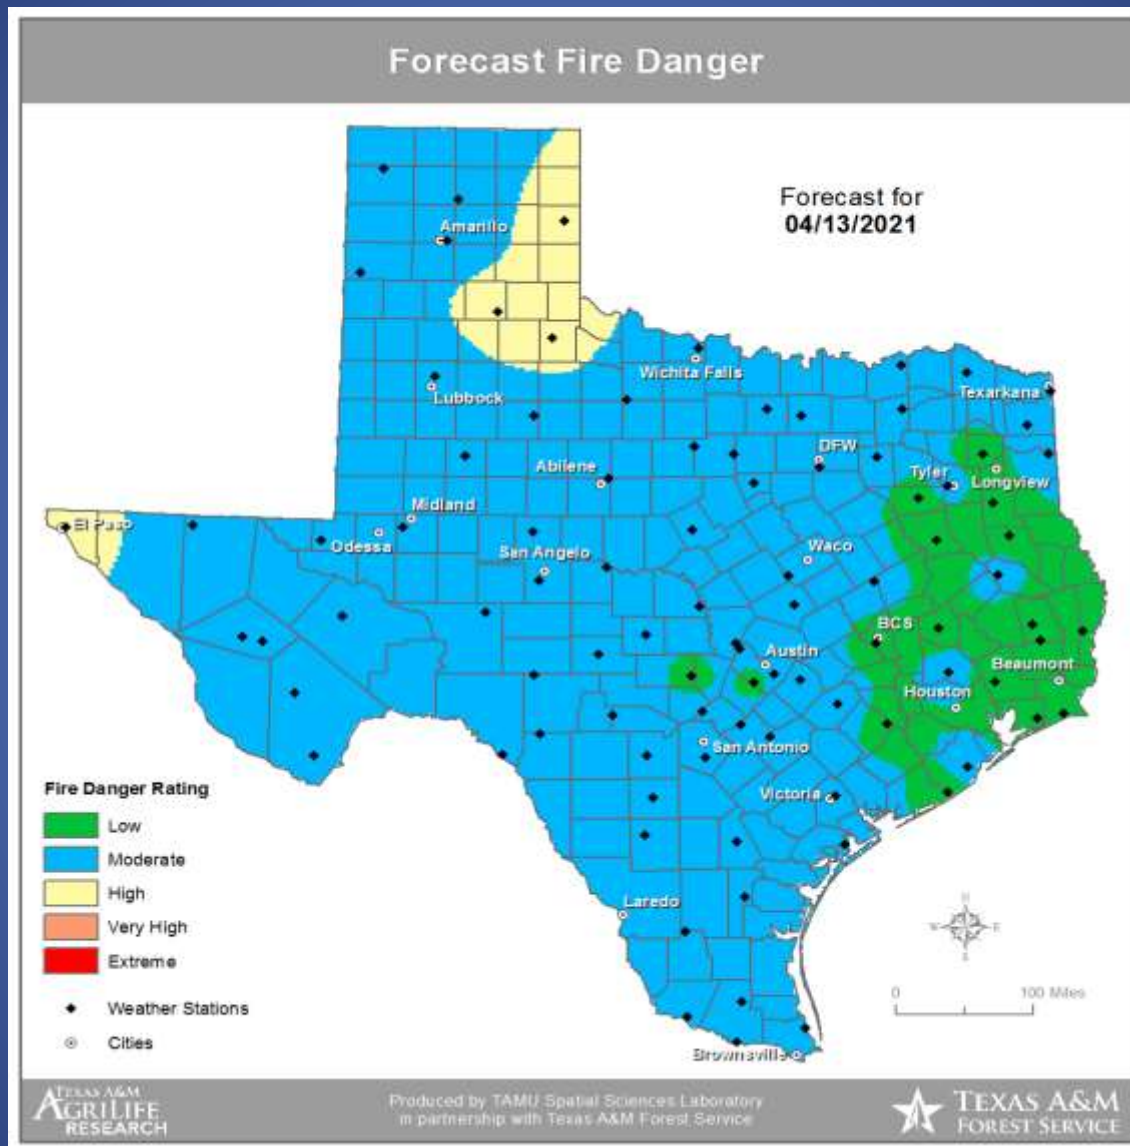 Forecast Fire Danger
Forecast for
04/13/2021
Amarillo
Wichita Falls
Lubbock
Texarkana
DFW
Abilene
Tyler
Longview
Midland
El Paso
Odessa
San Angelo
Waco
BCS
Austin
Beaumont
Houston
San Antonio
Victoria
Laredo
Brownsville
Fire Danger Rating
Low
Moderate
High
Very High
Extreme
Weather Stations
Cities
N
W E
S
0 100 Miles
TEXAS A&M
AGRILIFE
RESEARCH
Produced by TAMU Spatial Sciences Laboratory
in partnership with Texas A&M Forest Service
TEXAS A&M
FOREST SERVICE